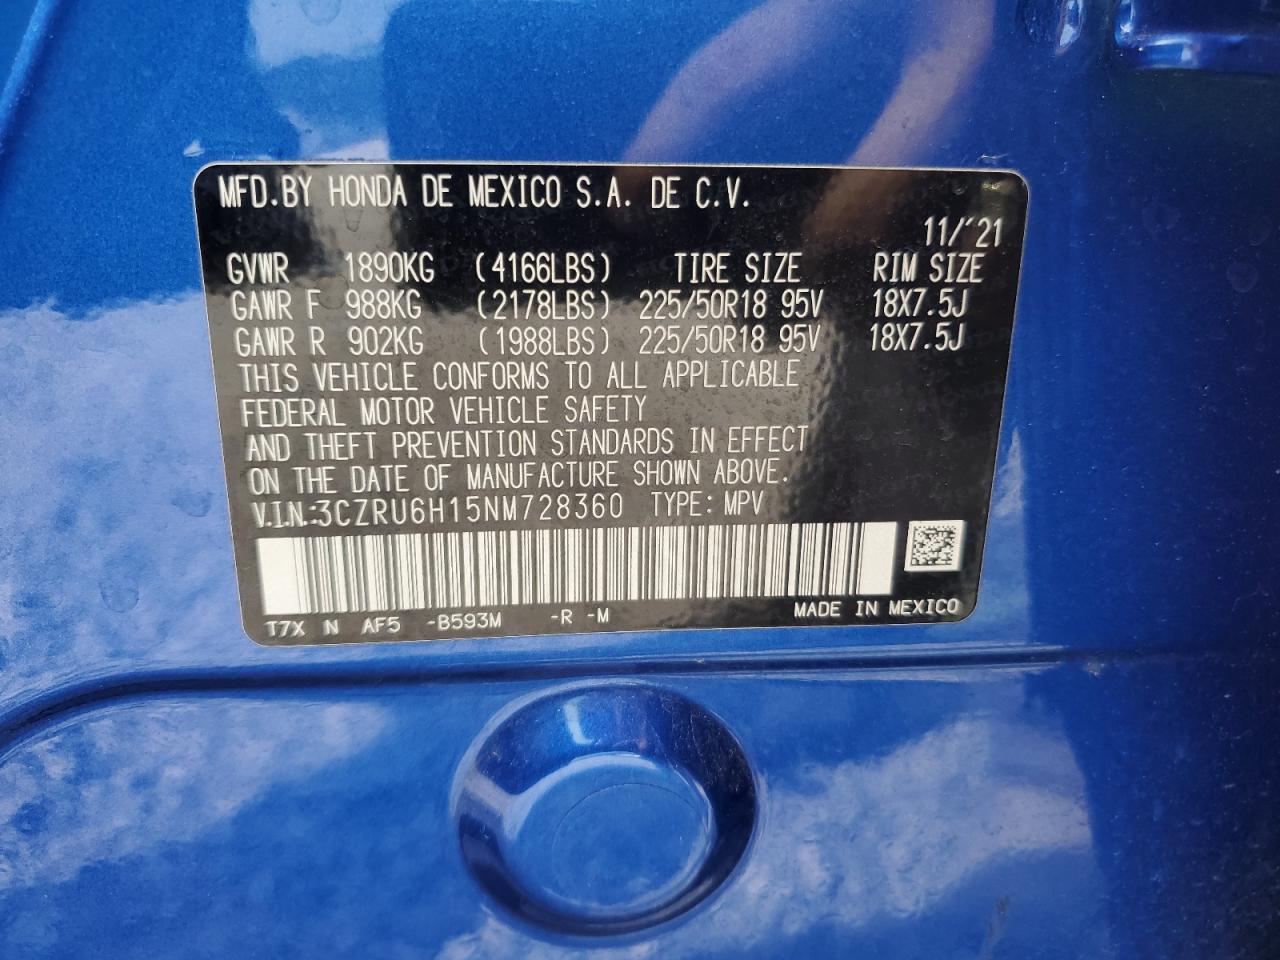 MFD.BY HONDA DE MEXICO S.A. DE C.V.
11/'21
GVWR 1890KG (4166LBS) TIRE SIZE RIM SIZE
GAWR F 988KG (2178LBS) 225/50R18 95V 18X7.5J
GAWR R 902KG (1988LBS) 225/50R18 95V 18X7.5J
THIS VEHICLE CONFORMS TO ALL APPLICABLE
FEDERAL MOTOR VEHICLE SAFETY
AND THEFT PREVENTION STANDARDS IN EFFECT
ON THE DATE OF MANUFACTURE SHOWN ABOVE.
V.I.N.:3CZRU6H15NM728360 TYPE: MPV
T7X N AF5 -B593M -R -M MADE IN MEXICO